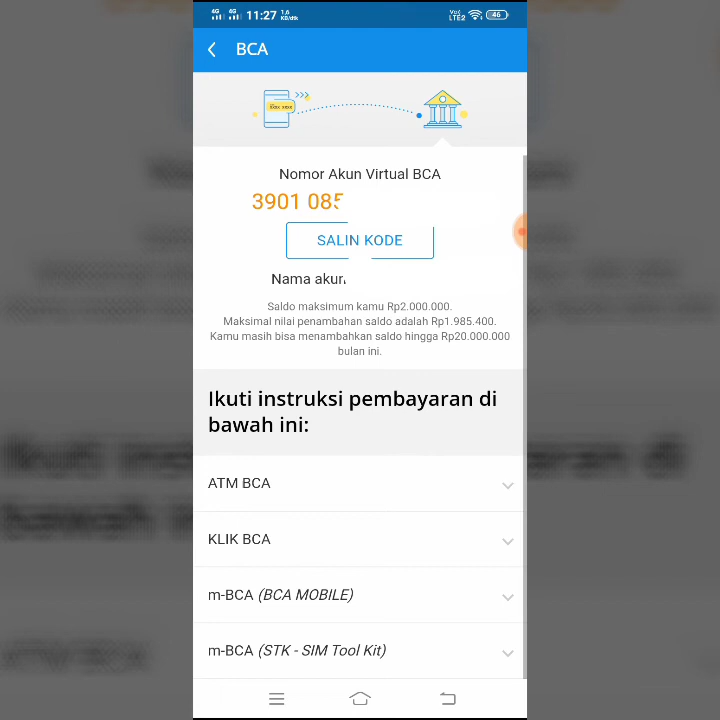 11:27
BCA
Nomor Akun Virtual BCA
3901 085
SALIN KODE
Nama akun
Saldo maksimum kamu Rp2.000.000.
Maksimal nilai penambahan saldo adalah Rp1.985.400.
Kamu masih bisa menambahkan saldo hingga Rp20.000.000
bulan ini.
Ikuti instruksi pembayaran di
bawah ini:
ATM BCA
KLIK BCA
m-BCA (BCA MOBILE)
m-BCA (STK - SIM Tool Kit)